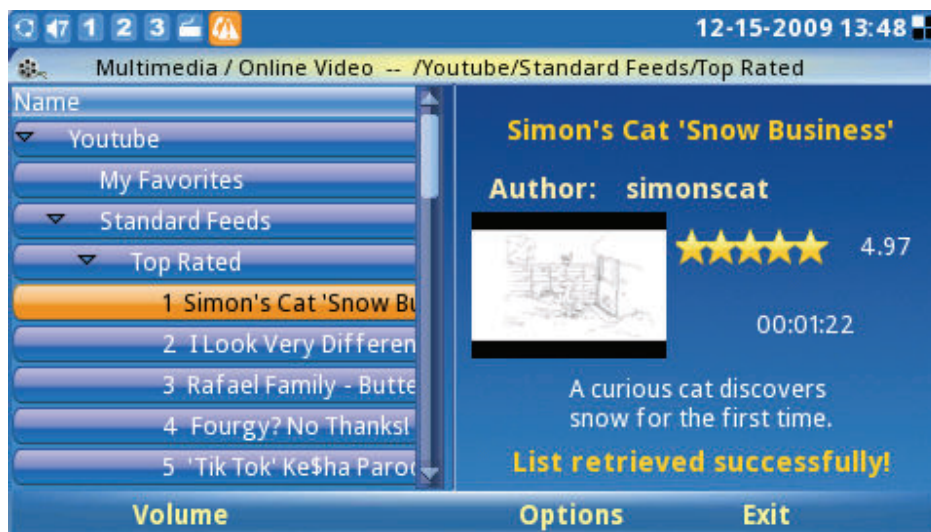 47 1 2 3 12-15-2009 13:48
Multimedia / Online Video -- /Youtube/Standard Feeds/Top Rated
Name
Youtube
My Favorites
Standard Feeds
Top Rated
1 Simon's Cat 'Snow Bu
2 I Look Very Differen
3 Rafael Family - Butte
4 Fourgy? No Thanks!
5 'Tik Tok' Ke$ha Parod
Simon's Cat 'Snow Business'
Author: simonscat
4.97
00:01:22
A curious cat discovers
snow for the first time.
List retrieved successfully!
Volume Options Exit